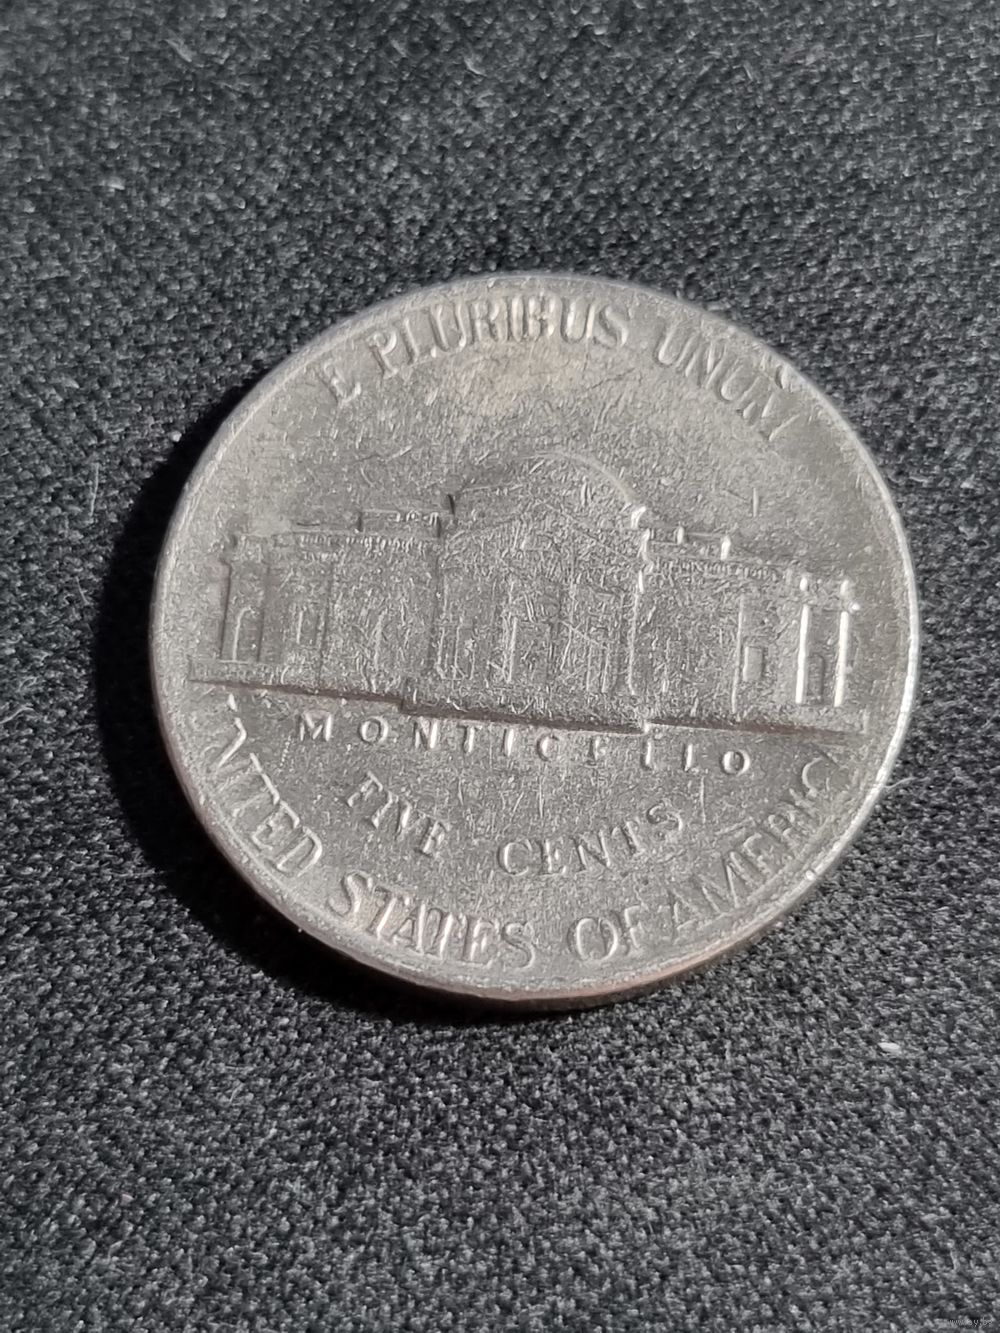 E PLURIBUS UNUM
MONTICELLO
FIVE CENTS
UNITED STATES OF AMERICA